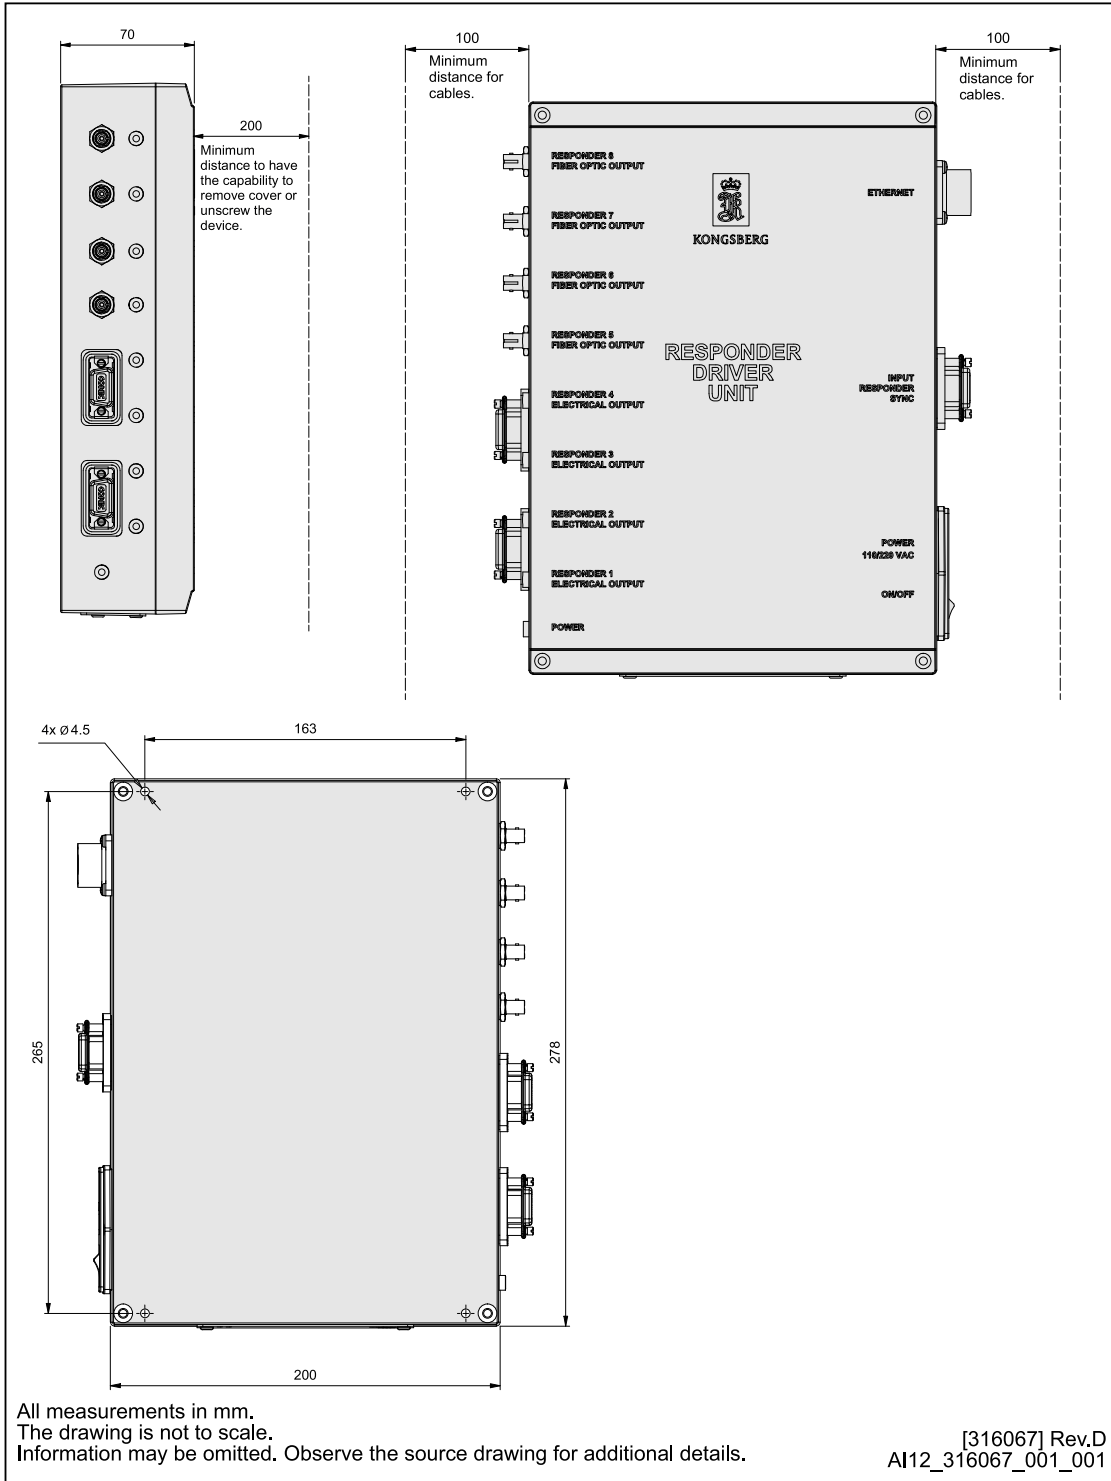 70
200
Minimum
distance to have
the capability to
remove cover or
unscrew the
device.
100
Minimum
distance for
cables.
100
Minimum
distance for
cables.
RESPONDER 8
FIBER OPTIC OUTPUT
RESPONDER 7
FIBER OPTIC OUTPUT
RESPONDER 6
FIBER OPTIC OUTPUT
RESPONDER 5
FIBER OPTIC OUTPUT
RESPONDER 4
ELECTRICAL OUTPUT
RESPONDER 3
ELECTRICAL OUTPUT
RESPONDER 2
ELECTRICAL OUTPUT
RESPONDER 1
ELECTRICAL OUTPUT
POWER
KONGSBERG
RESPONDER
DRIVER
UNIT
ETHERNET
INPUT
RESPONDER
SYNC
POWER
110/220 VAC
ON/OFF
4x Ø4.5
163
265
278
200
All measurements in mm.
The drawing is not to scale.
Information may be omitted. Observe the source drawing for additional details.
[316067] Rev.D
AI12_316067_001_001